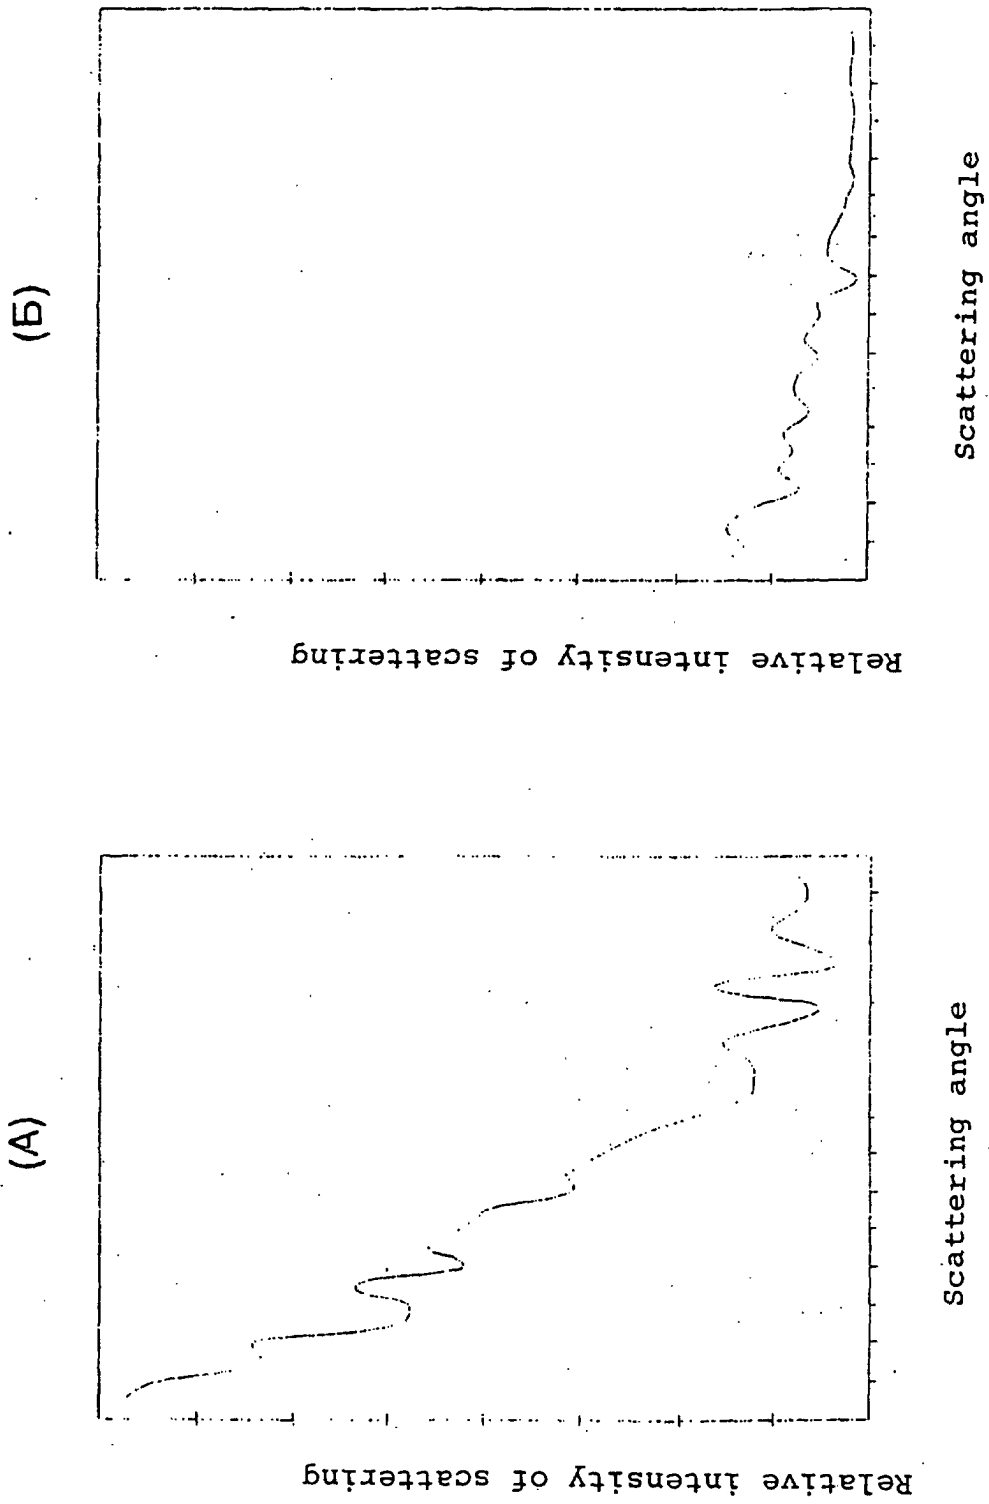 (А)
Relative intensity of scattering
Scattering angle
(Б)
Relative intensity of scattering
Scattering angle